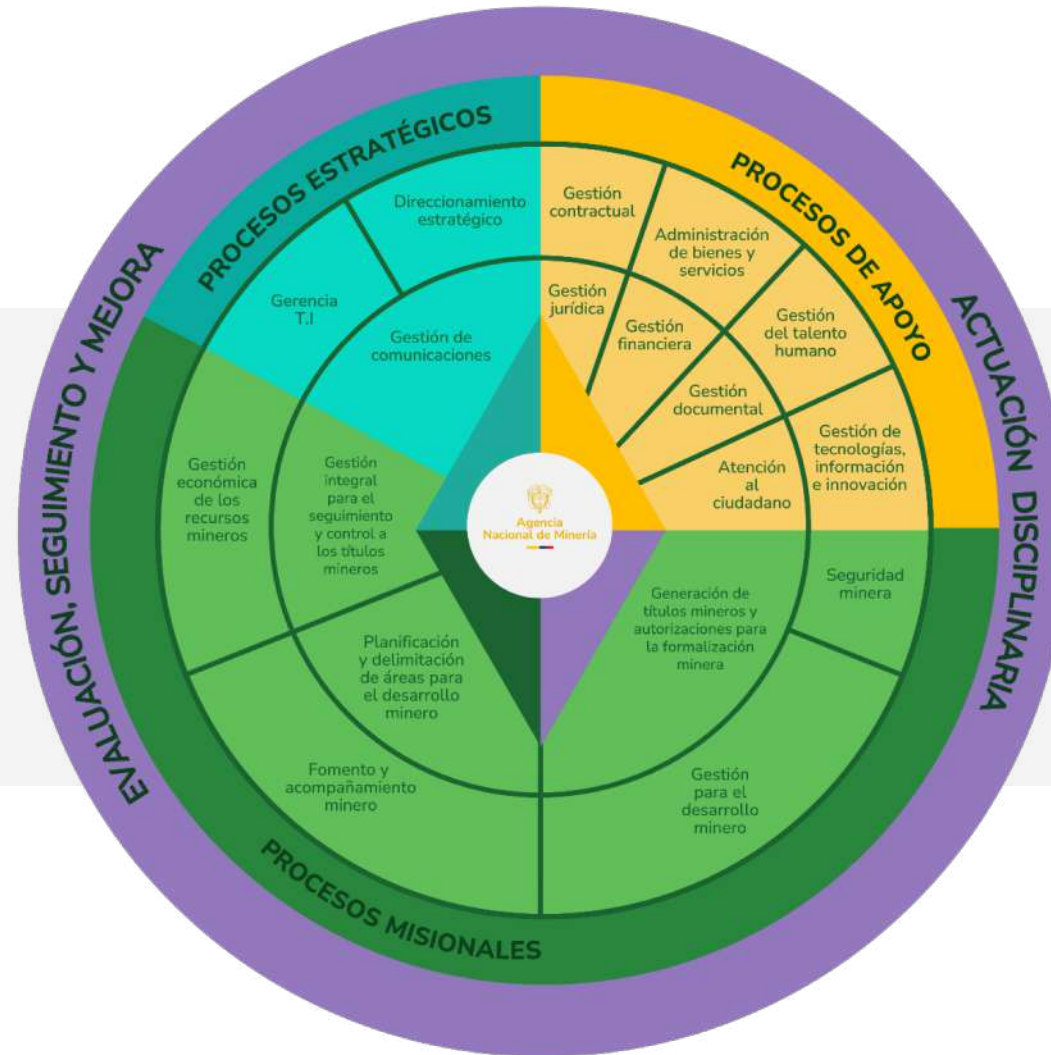 EVALUACIÓN, SEGUIMIENTO Y MEJORA
ACTUACIÓN DISCIPLINARIA
PROCESOS ESTRATÉGICOS
Direccionamiento
estratégico
Gerencia
T.I
Gestión de
comunicaciones
PROCESOS DE APOYO
Gestión
contractual
Administración
de bienes y
servicios
Gestión
del talento
humano
Gestión de
tecnologías,
información
e innovación
Gestión
jurídica
Gestión
financiera
Gestión
documental
Atención
al
ciudadano
Agencia
Nacional de Minería
PROCESOS MISIONALES
Gestión
económica
de los
recursos
mineros
Gestión
integral
para el
seguimiento
y control a
los títulos
mineros
Planificación
y delimitación
de áreas para
el desarrollo
minero
Fomento y
acompañamiento
minero
Generación de
títulos mineros y
autorizaciones para
la formalización
minera
Seguridad
minera
Gestión
para el
desarrollo
minero